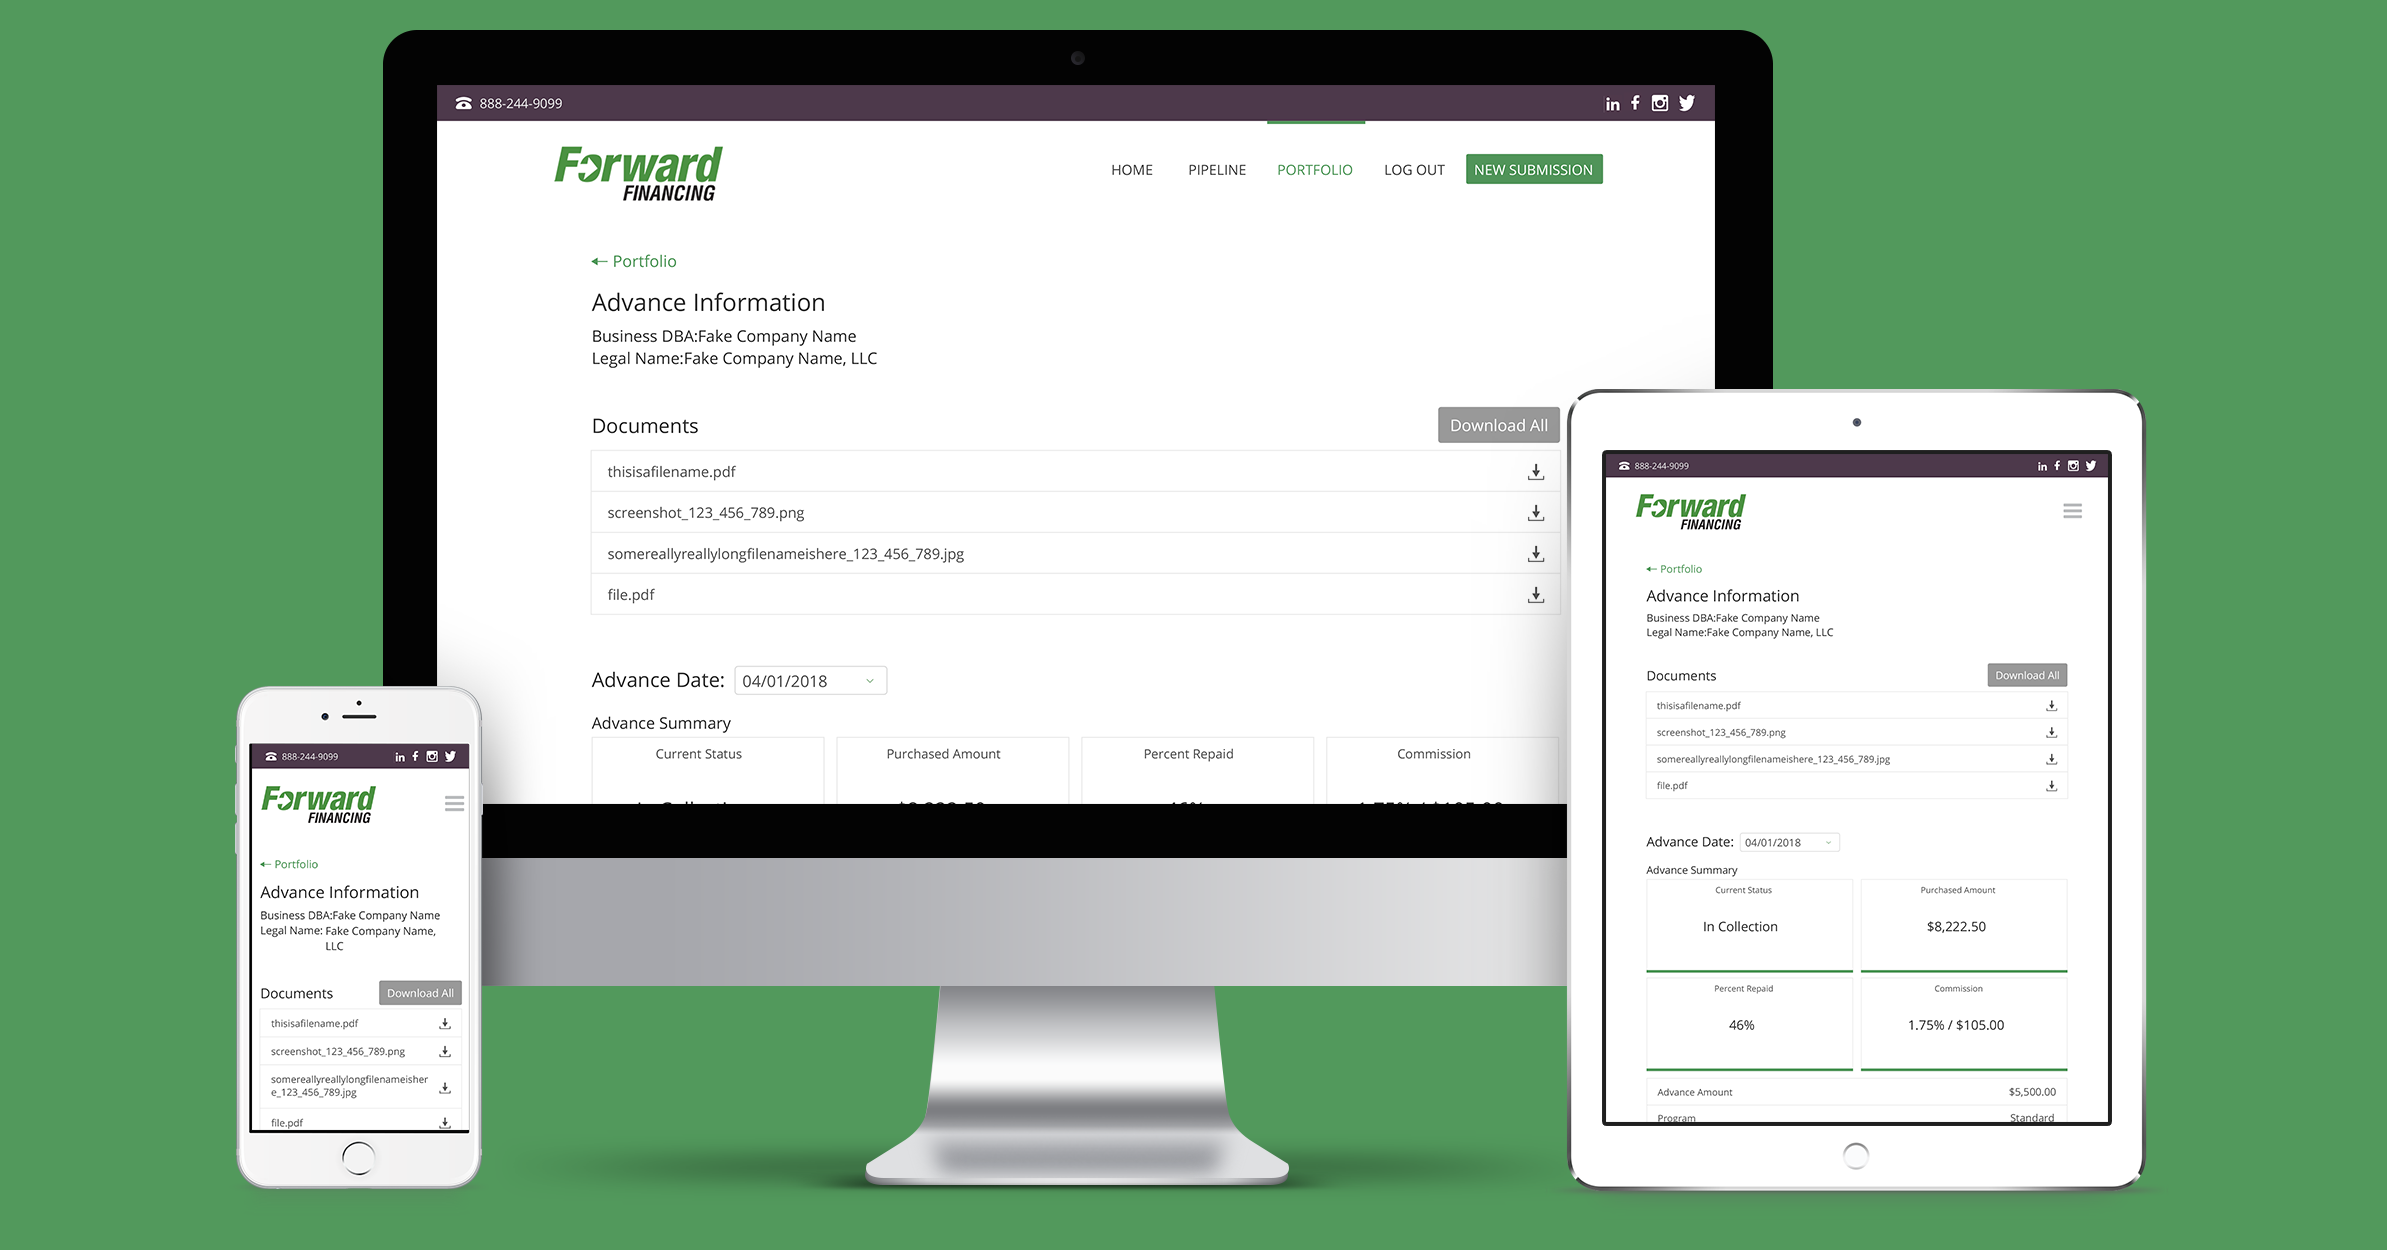 888-244-9099
in f
Forward
FINANCING
HOME PIPELINE PORTFOLIO LOG OUT NEW SUBMISSION
← Portfolio
Advance Information
Business DBA:Fake Company Name
Legal Name:Fake Company Name, LLC
Documents Download All
thisisafilename.pdf
screenshot_123_456_789.png
somereallyreallylongfilenameishere_123_456_789.jpg
file.pdf
Advance Date: 04/01/2018
Advance Summary
Current Status Purchased Amount Percent Repaid Commission
888-244-9099
in f
Forward
FINANCING
← Portfolio
Advance Information
Business DBA:Fake Company Name
Legal Name: Fake Company Name,
LLC
Documents Download All
thisisafilename.pdf
screenshot_123_456_789.png
somereallyreallylongfilenameisher
e_123_456_789.jpg
file.pdf
888-244-9099
in f
Forward
FINANCING
← Portfolio
Advance Information
Business DBA:Fake Company Name
Legal Name:Fake Company Name, LLC
Documents Download All
thisisafilename.pdf
screenshot_123_456_789.png
somereallyreallylongfilenameishere_123_456_789.jpg
file.pdf
Advance Date: 04/01/2018
Advance Summary
Current Status Purchased Amount
In Collection $8,222.50
Percent Repaid Commission
46% 1.75% / $105.00
Advance Amount $5,500.00
Program Standard